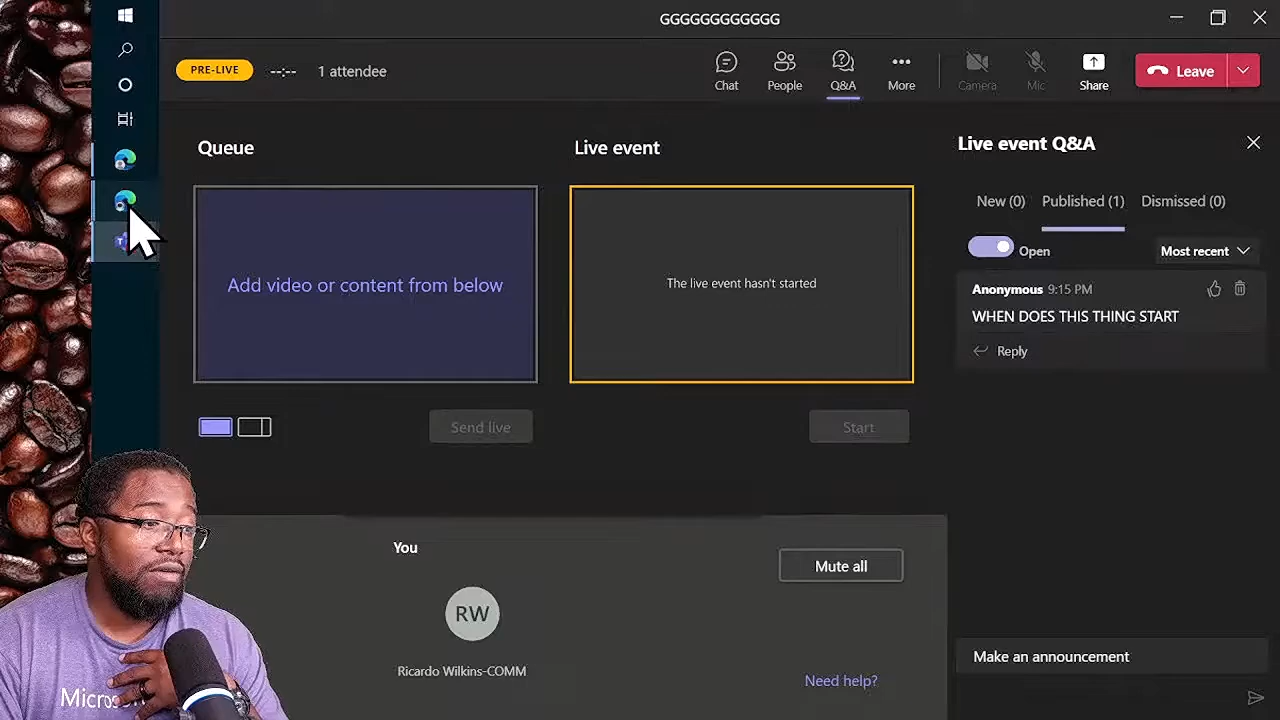 GGGGGGGGGGGG
PRE-LIVE --:-- 1 attendee
Chat People Q&A More Camera Mic Share Leave
Queue
Live event
Live event Q&A
New (0) Published (1) Dismissed (0)
Open
Most recent
Add video or content from below
The live event hasn't started
Anonymous 9:15 PM
WHEN DOES THIS THING START
Reply
Send live
Start
You
Mute all
RW
Ricardo Wilkins-COMM
Need help?
Make an announcement